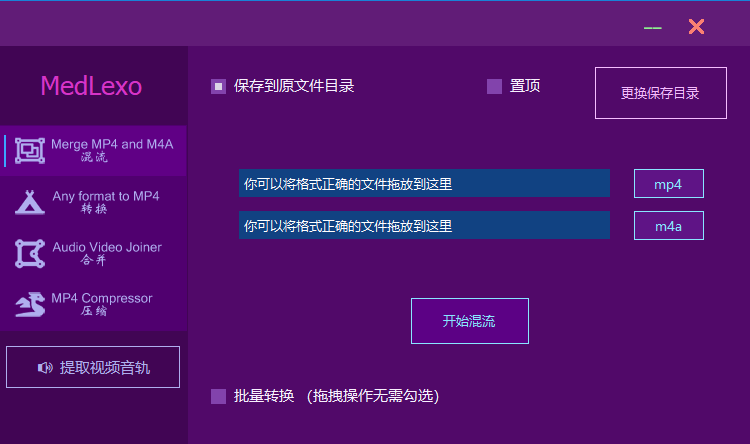 MedLexo
Merge MP4 and M4A
混流
Any format to MP4
转换
Audio Video Joiner
合并
MP4 Compressor
压缩
提取视频音轨
保存到原文件目录
置顶
更换保存目录
你可以将格式正确的文件拖放到这里
mp4
你可以将格式正确的文件拖放到这里
m4a
开始混流
批量转换 (拖拽操作无需勾选)